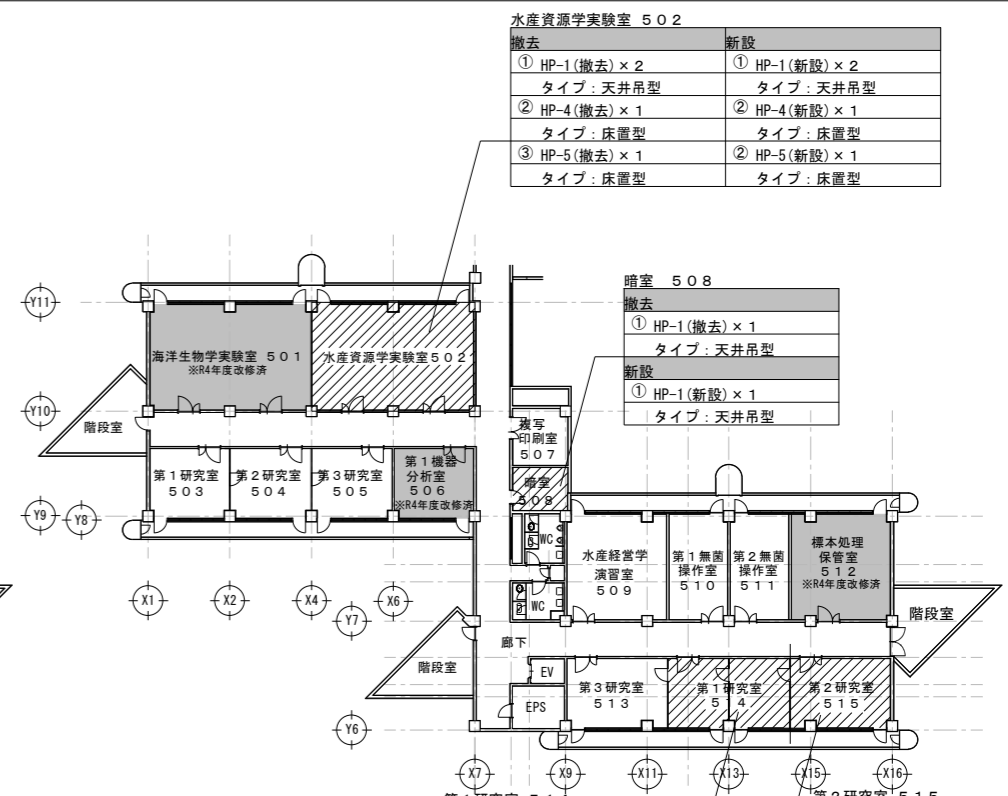 水産資源学実験室 ５０２
撤去 新設
① HP-1(撤去)×２ ① HP-1(新設)×２
タイプ：天井吊型 タイプ：天井吊型
② HP-4(撤去)×１ ② HP-4(新設)×１
タイプ：床置型 タイプ：床置型
③ HP-5(撤去)×１ ② HP-5(新設)×１
タイプ：床置型 タイプ：床置型
暗室 ５０８
撤去
① HP-1(撤去)×１
タイプ：天井吊型
新設
① HP-1(新設)×１
タイプ：天井吊型
Y11
海洋生物学実験室 ５０１
※R4年度改修済
水産資源学実験室５０２
Y10
階段室
複写
印刷室
５０７
第１研究室
５０３
第２研究室
５０４
第３研究室
５０５
第１機器
分析室
５０６
※R4年度改修済
暗室
５０８
Y9
Y8
WC
水産経営学
演習室
５０９
第１無菌
操作室
５１０
第２無菌
操作室
５１１
標本処理
保管室
５１２
※R4年度改修済
X1
X2
X4
X6
WC
Y7
階段室
廊下
階段室
EV
EPS
第３研究室
５１３
第１研究室
５１４
第２研究室
５１５
Y6
X7
X9
X11
X13
X15
X16
第２研究室 ５１５